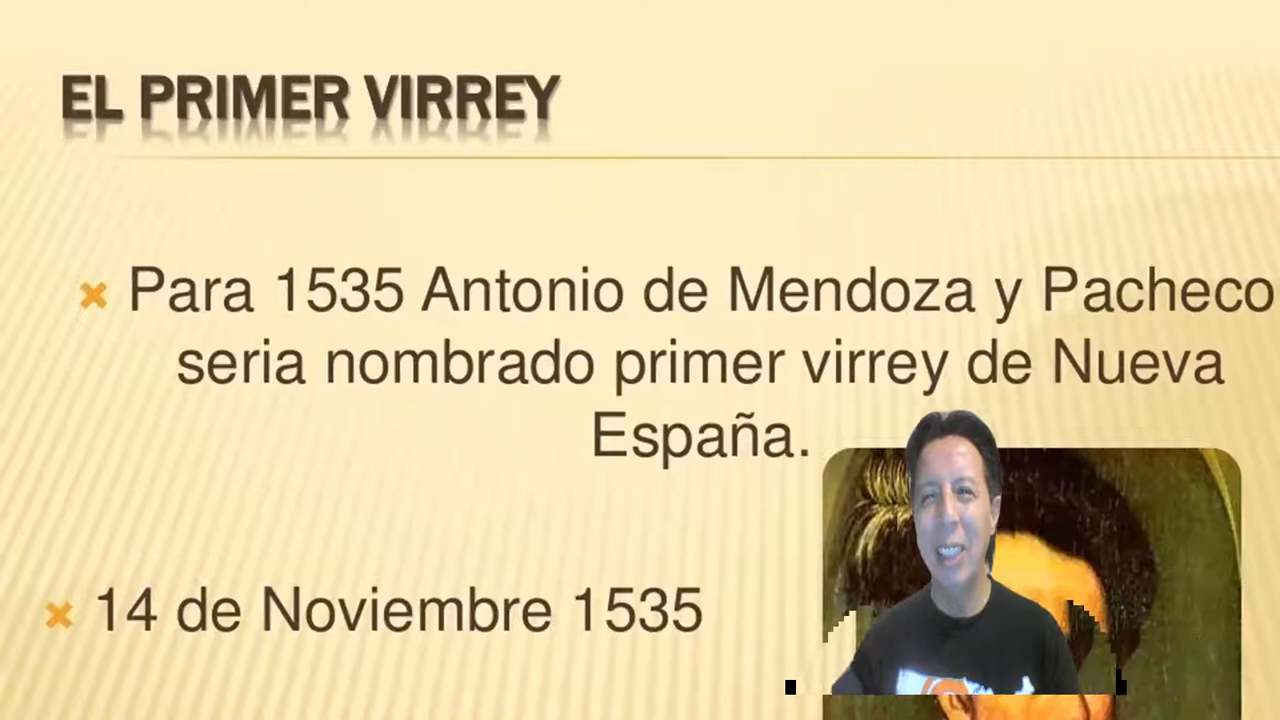 EL PRIMER VIRREY
Para 1535 Antonio de Mendoza y Pacheco
seria nombrado primer virrey de Nueva
España.
14 de Noviembre 1535